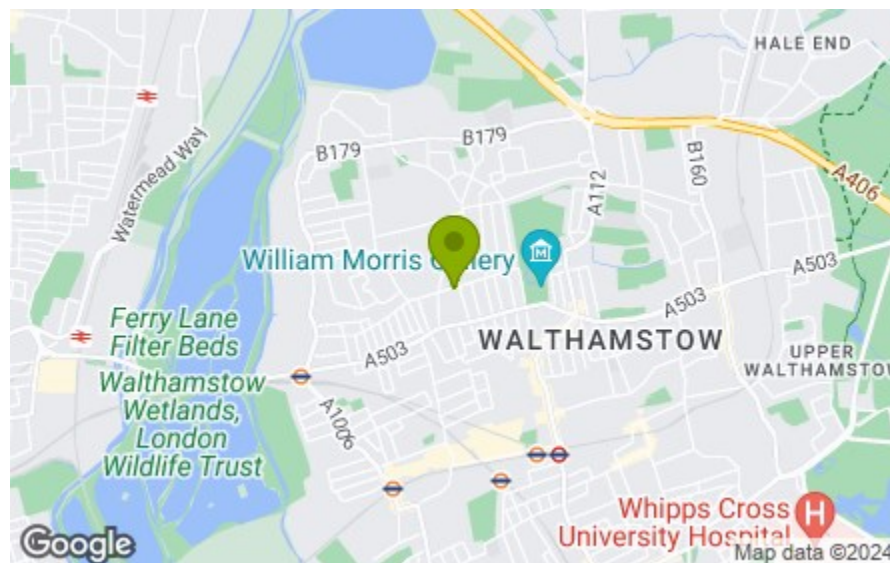 HALE END
B179
B179
Watermead Way
A112
B160
A406
William Morris Gallery
M
A503
A503
Ferry Lane
Filter Beds
WALTHAMSTOW
A503
UPPER
WALTHAMSTOW
Walthamstow
Wetlands,
London
Wildlife Trust
A1006
Whipps Cross
University Hospital
H
Google
Map data ©2024